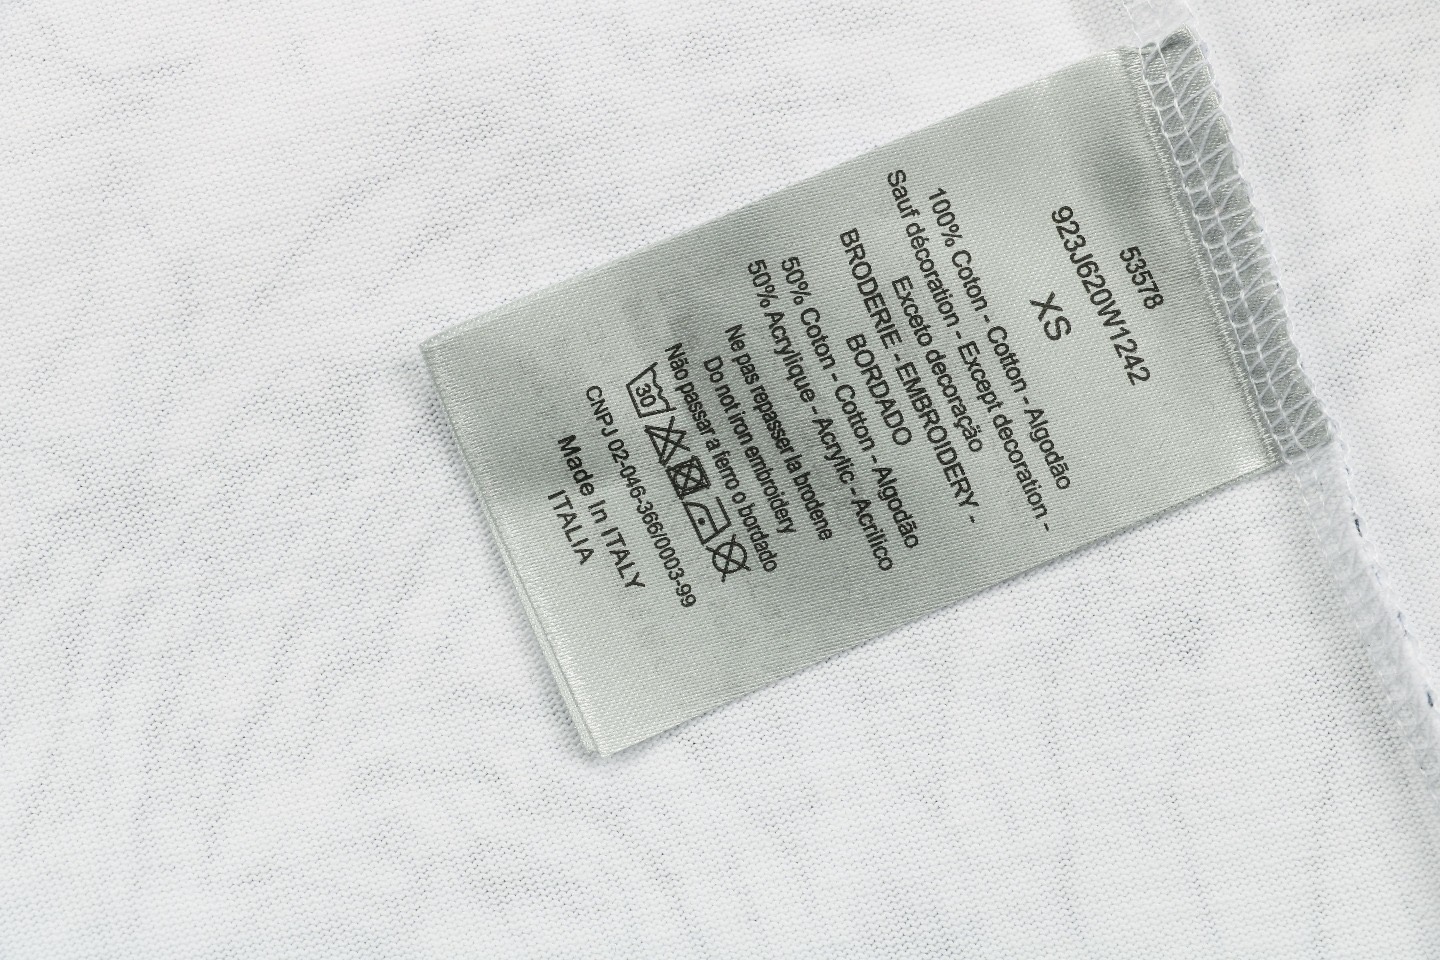 53578
923J620W1242
XS
100% Coton - Cotton - Algodão
Sauf décoration - Except decoration -
Exceto decoração
BRODERIE - EMBROIDERY -
BORDADO
50% Coton - Cotton - Algodão
50% Acrylique - Acrylic - Acrilico
Ne pas repasser la brodene
Do not iron embroidery
Não passar a ferro o bordado
30
CNPJ 02-046-366/0003-99
Made In ITALY
ITALIA